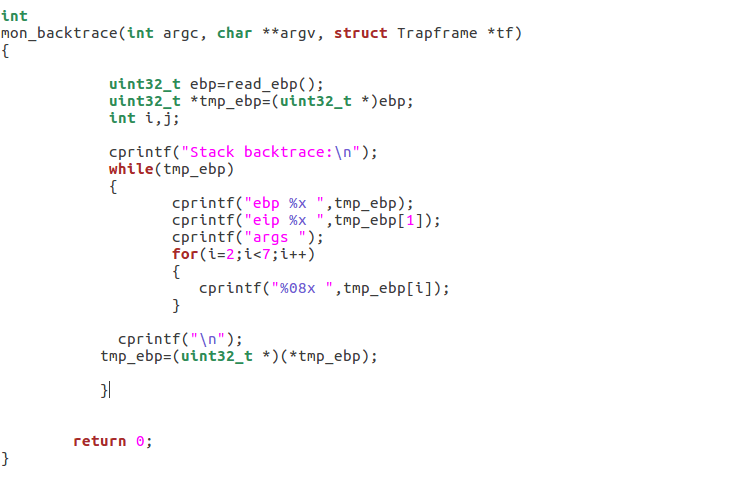 int
mon_backtrace(int argc, char **argv, struct Trapframe *tf)
{
uint32_t ebp=read_ebp();
uint32_t *tmp_ebp=(uint32_t *)ebp;
int i,j;
cprintf("Stack backtrace:\n");
while(tmp_ebp)
{
cprintf("ebp %x ",tmp_ebp);
cprintf("eip %x ",tmp_ebp[1]);
cprintf("args ");
for(i=2;i<7;i++)
{
cprintf("%08x ",tmp_ebp[i]);
}
cprintf("\n");
tmp_ebp=(uint32_t *)(*tmp_ebp);
}
return 0;
}